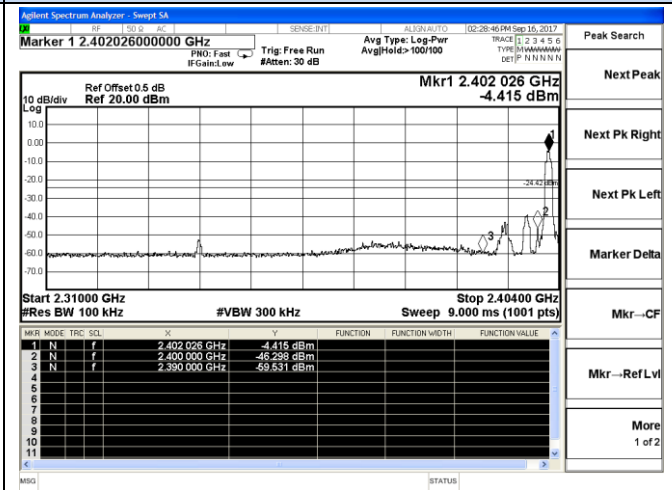 Agilent Spectrum Analyzer - Swept SA
RF 50 Ω AC SENSE:INT ALIGN AUTO 02:28:46 PM Sep 16, 2017
Marker 1 2.402026000000 GHz
PNO: Fast
IFGain:Low
Trig: Free Run
#Atten: 30 dB
Avg Type: Log-Pwr
Avg|Hold:>100/100
TRACE 1 2 3 4 5 6
TYPE M
DET P N N N N N
Peak Search
Next Peak
Next Pk Right
Next Pk Left
Marker Delta
Mkr→CF
Mkr→Ref Lvl
More
1 of 2
Ref Offset 0.5 dB
10 dB/div Ref 20.00 dBm
Log
Mkr1 2.402 026 GHz
-4.415 dBm
10.0
0.00
-10.0
-20.0
-30.0
-40.0
-50.0
-60.0
-70.0
1
-24.42 dBm
2
3
Start 2.31000 GHz Stop 2.40400 GHz
#Res BW 100 kHz #VBW 300 kHz Sweep 9.000 ms (1001 pts)
MKR MODE TRC SCL X Y FUNCTION FUNCTION WIDTH FUNCTION VALUE
1 N f 2.402 026 GHz -4.415 dBm
2 N f 2.400 000 GHz -46.298 dBm
3 N f 2.390 000 GHz -59.531 dBm
4
5
6
7
8
9
10
11
MSG STATUS